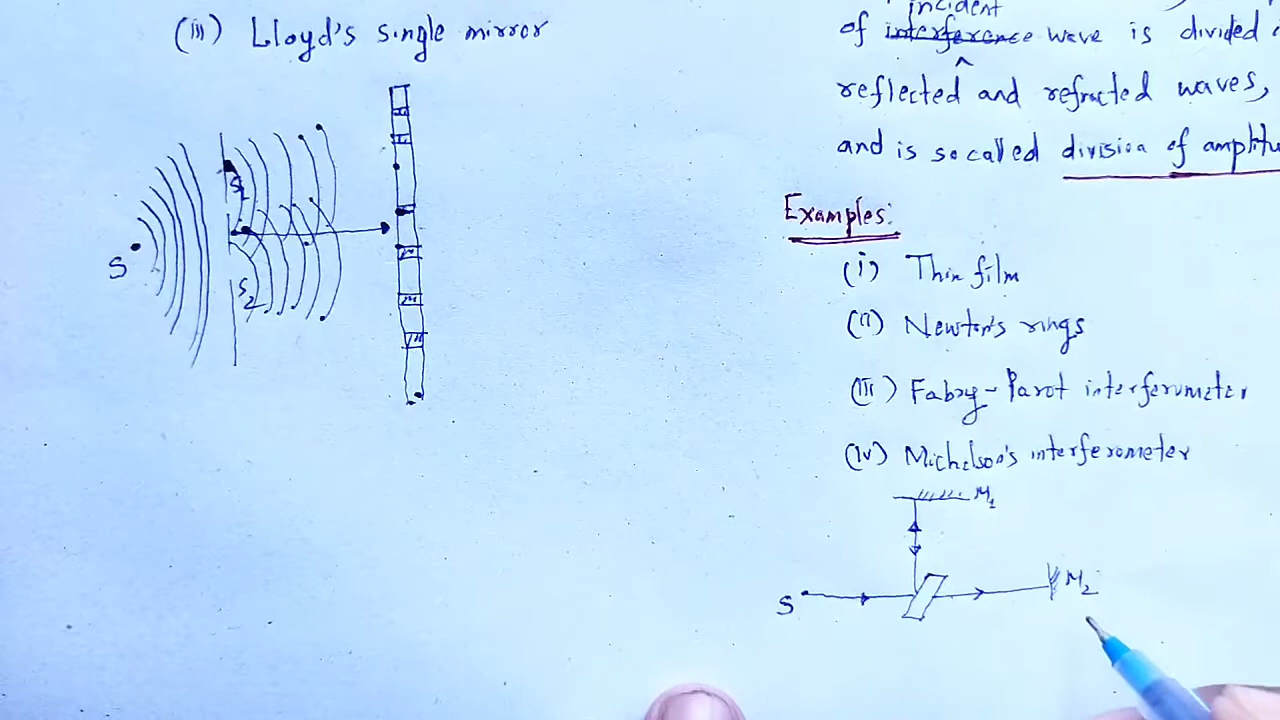 (iii) Lloyd's single mirror
S
S1
S2
incident
of interference wave is divided
reflected and refracted waves,
and is so called division of amplitu
Examples:
(i) Thin film
(ii) Newton's rings
(iii) Fabry-Parot interferometer
(iv) Michelson's interferometer
M1
S
M2